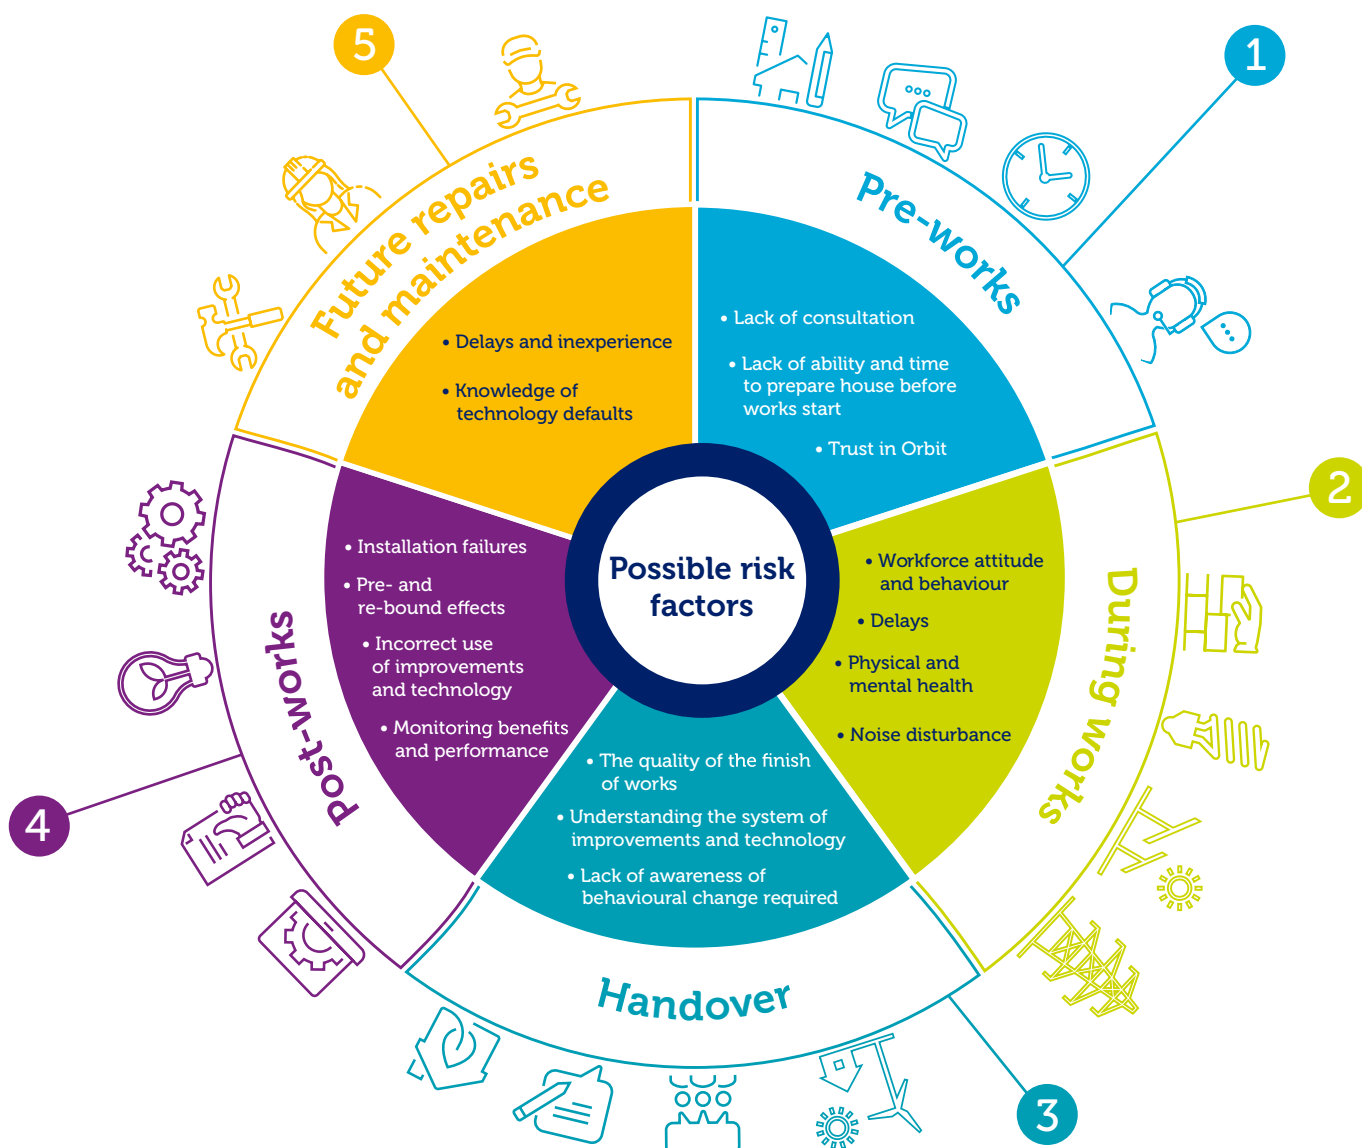 5
1
Future repairs
and maintenance
Pre-works
• Delays and inexperience
• Knowledge of
technology defaults
• Lack of consultation
• Lack of ability and time
to prepare house before
works start
• Trust in Orbit
2
Possible risk
factors
During works
• Workforce attitude
and behaviour
• Delays
• Physical and
mental health
• Noise disturbance
Post-works
• Installation failures
• Pre- and
re-bound effects
• Incorrect use
of improvements
and technology
• Monitoring benefits
and performance
4
• The quality of the finish
of works
• Understanding the system of
improvements and technology
• Lack of awareness of
behavioural change required
Handover
3